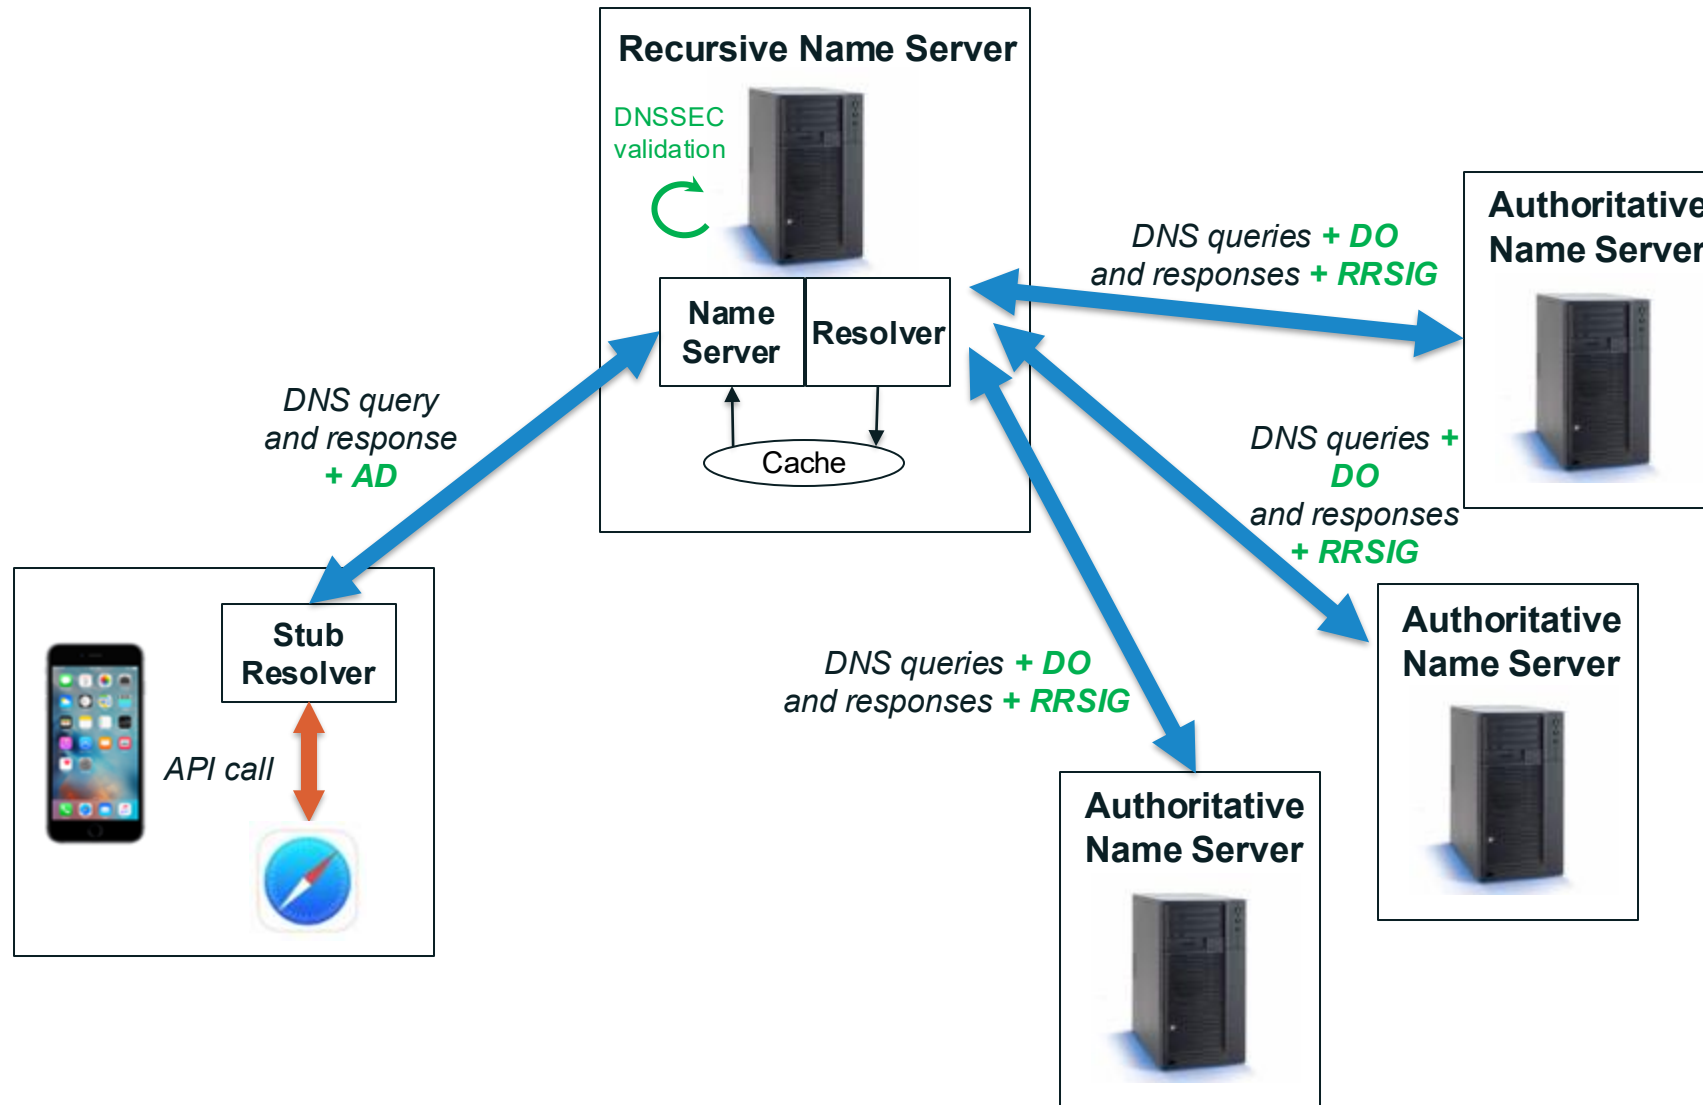 Recursive Name Server
DNSSEC
validation
Name
Server
Resolver
Cache
DNS query
and response
+ AD
Stub
Resolver
API call
DNS queries + DO
and responses + RRSIG
Authoritative
Name Server
DNS queries +
DO
and responses
+ RRSIG
Authoritative
Name Server
DNS queries + DO
and responses + RRSIG
Authoritative
Name Server